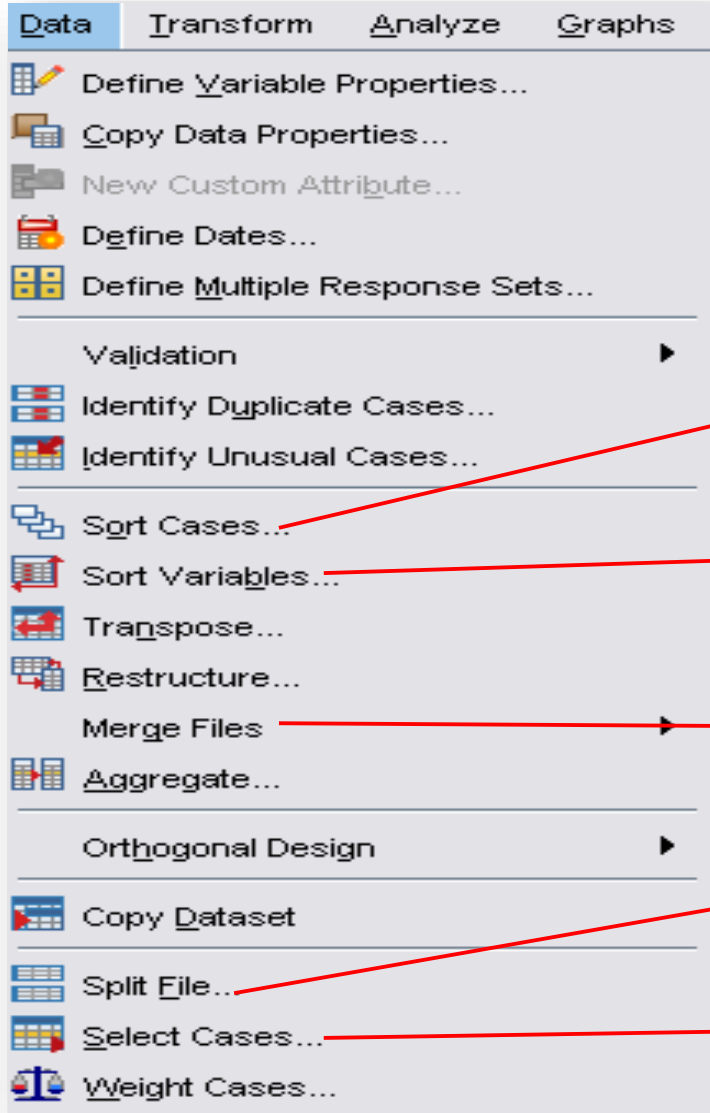 Data Transform Analyze Graphs
Define Variable Properties...
Copy Data Properties...
New Custom Attribute...
Define Dates...
Define Multiple Response Sets...
Validation
Identify Duplicate Cases...
Identify Unusual Cases...
Sort Cases...
Sort Variables...
Transpose...
Restructure...
Merge Files
Aggregate...
Orthogonal Design
Copy Dataset
Split File...
Select Cases...
Weight Cases...